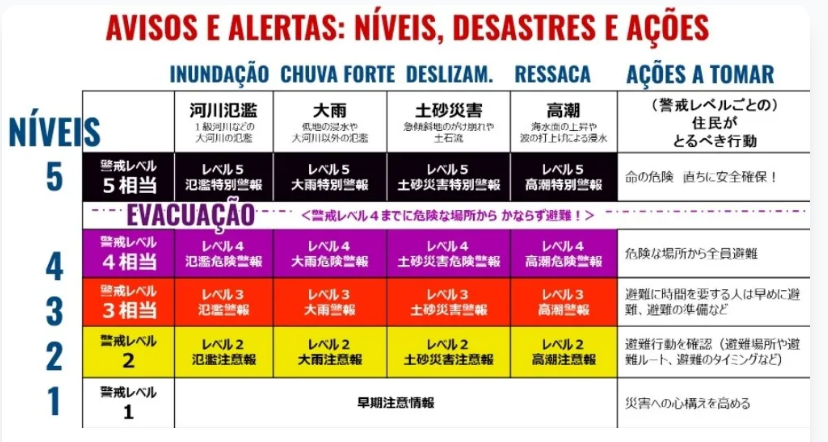 AVISOS E ALERTAS: NÍVEIS, DESASTRES E AÇÕES
INUNDAÇÃO CHUVA FORTE DESLIZAM. RESSACA AÇÕES A TOMAR
NÍVEIS
河川氾濫
1級河川などの
大河川の氾濫
大雨
低地の浸水や
大河川以外の氾濫
土砂災害
急傾斜地のがけ崩れや
土石流
高潮
海水面の上昇や
波の打上げによる浸水
（警戒レベルごとの）
住民が
とるべき行動
5
警戒レベル
5相当
レベル5
氾濫特別警報
レベル5
大雨特別警報
レベル5
土砂災害特別警報
レベル5
高潮特別警報
命の危険 直ちに安全確保！
EVACUAÇÃO
＜警戒レベル4までに危険な場所から かならず避難！＞
4
警戒レベル
4相当
レベル4
氾濫危険警報
レベル4
大雨危険警報
レベル4
土砂災害危険警報
レベル4
高潮危険警報
危険な場所から全員避難
3
警戒レベル
3相当
レベル3
氾濫警報
レベル3
大雨警報
レベル3
土砂災害警報
レベル3
高潮警報
避難に時間を要する人は早めに避
難、避難の準備など
2
警戒レベル
2
レベル2
氾濫注意報
レベル2
大雨注意報
レベル2
土砂災害注意報
レベル2
高潮注意報
避難行動を確認（避難場所や避
難ルート、避難のタイミングなど）
1
警戒レベル
1
早期注意情報
災害への心構えを高める